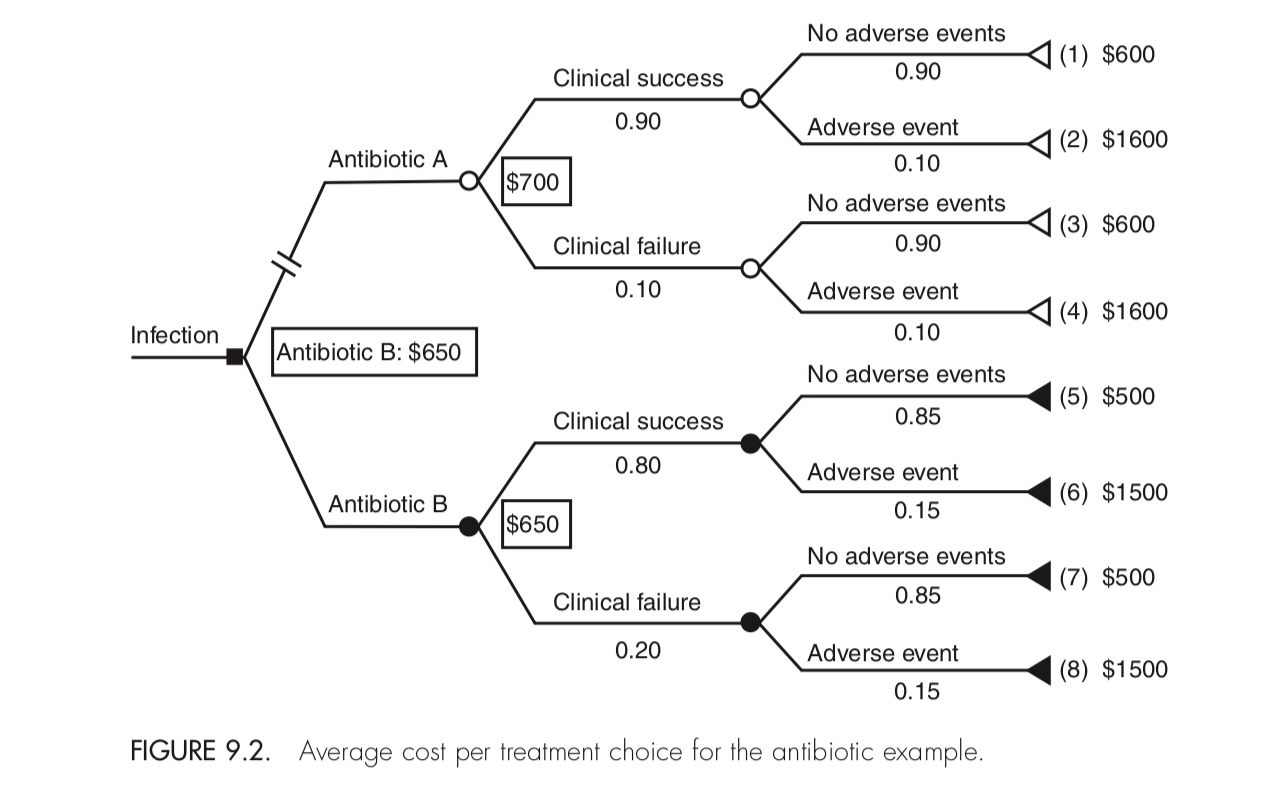 No adverse events
(1) $600
0.90
Clinical success
0.90
Adverse event
(2) $1600
0.10
Antibiotic A
$700
No adverse events
(3) $600
0.90
Clinical failure
0.10
Adverse event
(4) $1600
0.10
Infection
Antibiotic B: $650
No adverse events
(5) $500
0.85
Clinical success
0.80
Adverse event
(6) $1500
0.15
Antibiotic B
$650
No adverse events
(7) $500
0.85
Clinical failure
0.20
Adverse event
(8) $1500
0.15
FIGURE 9.2. Average cost per treatment choice for the antibiotic example.